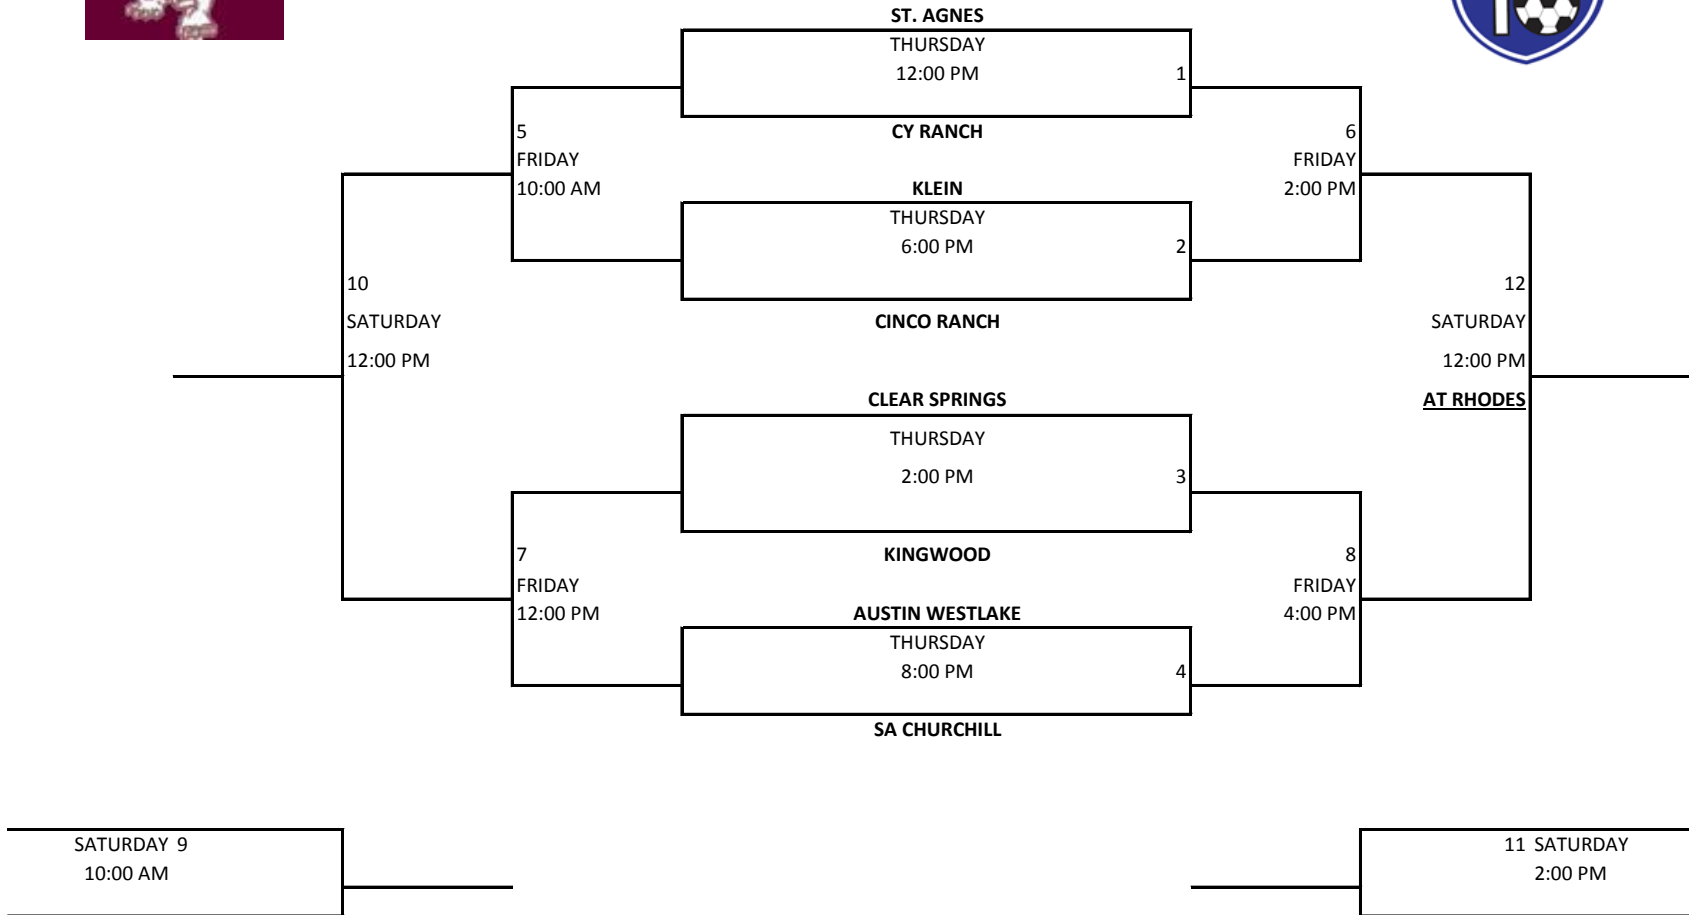 ST. AGNES
THURSDAY
12:00 PM 1
CY RANCH
5
FRIDAY
10:00 AM
6
FRIDAY
2:00 PM
KLEIN
THURSDAY
6:00 PM 2
CINCO RANCH
10
SATURDAY
12:00 PM
12
SATURDAY
12:00 PM
AT RHODES
CLEAR SPRINGS
THURSDAY
2:00 PM 3
KINGWOOD
7
FRIDAY
12:00 PM
8
FRIDAY
4:00 PM
AUSTIN WESTLAKE
THURSDAY
8:00 PM 4
SA CHURCHILL
SATURDAY 9
10:00 AM
11 SATURDAY
2:00 PM